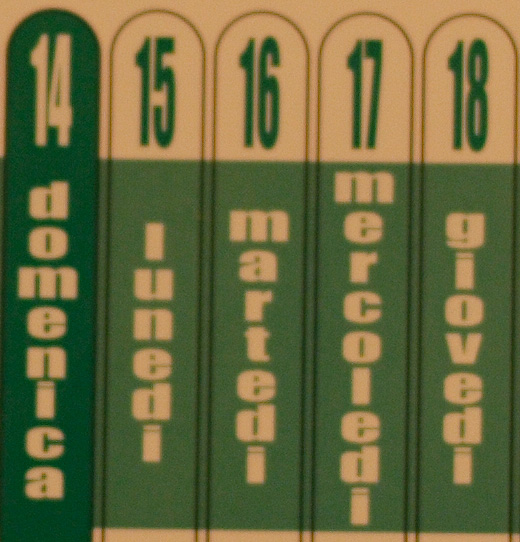 14 15 16 17 18
domenica
lunedi
martedi
mercoledi
giovedi